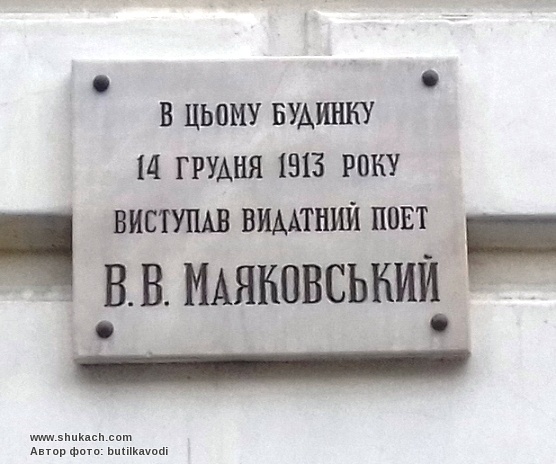 В ЦЬОМУ БУДИНКУ
14 ГРУДНЯ 1913 РОКУ
ВИСТУПАВ ВИДАТНИЙ ПОЕТ
В. В. МАЯКОВСЬКИЙ
www.shukach.com
Автор фото: butilkavodi